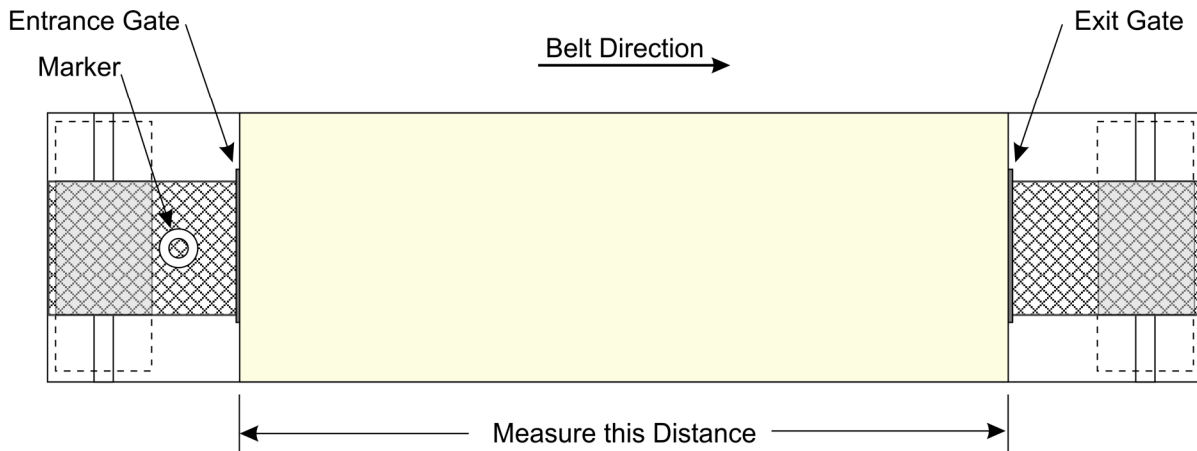 Entrance Gate
Exit Gate
Belt Direction
Marker
Measure this Distance